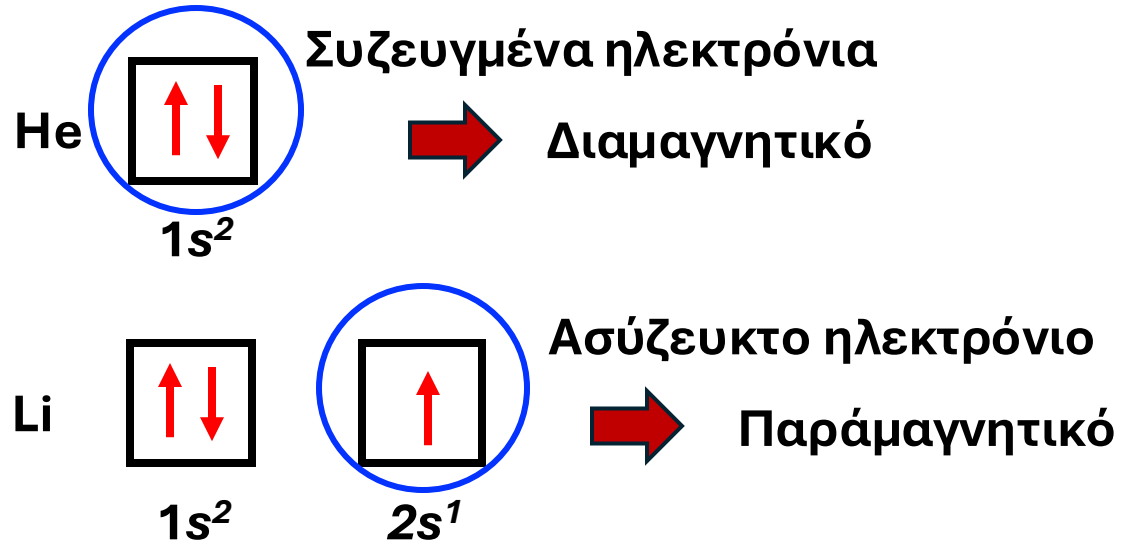 Συζευγμένα ηλεκτρόνια
He
Διαμαγνητικό
1s²
Ασύζευκτο ηλεκτρόνιο
Li
Παράμαγνητικό
1s² 2s¹